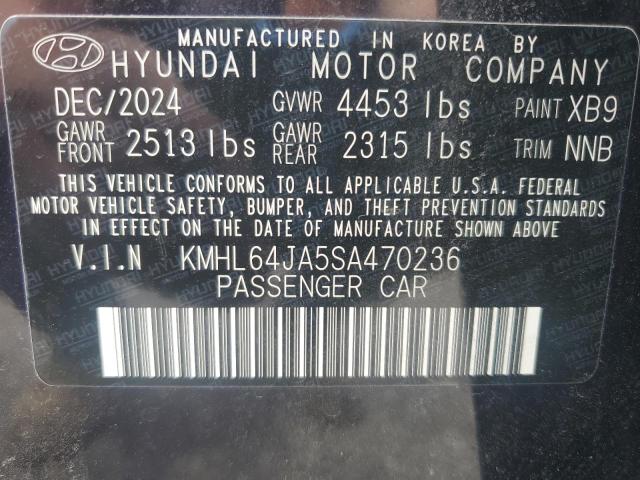 MANUFACTURED IN KOREA BY
HYUNDAI MOTOR COMPANY
DEC/2024 GVWR 4453 lbs PAINT XB9
GAWR FRONT 2513 lbs GAWR REAR 2315 lbs TRIM NNB
THIS VEHICLE CONFORMS TO ALL APPLICABLE U.S.A. FEDERAL
MOTOR VEHICLE SAFETY, BUMPER, AND THEFT PREVENTION STANDARDS
IN EFFECT ON THE DATE OF MANUFACTURE SHOWN ABOVE
V.I.N KMHL64JA5SA470236
PASSENGER CAR